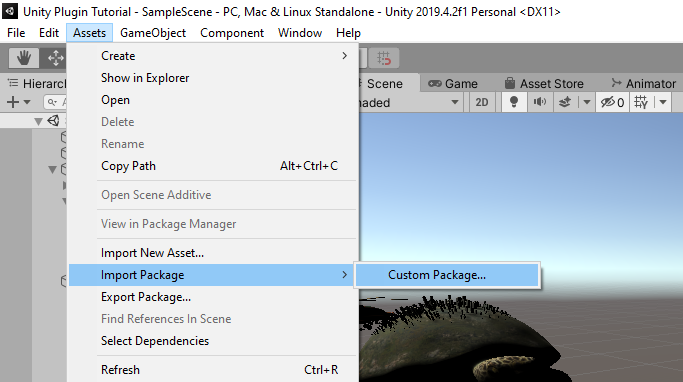 Unity Plugin Tutorial - SampleScene - PC, Mac & Linux Standalone - Unity 2019.4.2f1 Personal <DX11>
File Edit Assets GameObject Component Window Help
Hierarc
Scene Game Asset Store Animator
haded 2D 0
Create
Show in Explorer
Open
Delete
Rename
Copy Path Alt+Ctrl+C
Open Scene Additive
View in Package Manager
Import New Asset...
Import Package Custom Package...
Export Package...
Find References In Scene
Select Dependencies
Refresh Ctrl+R